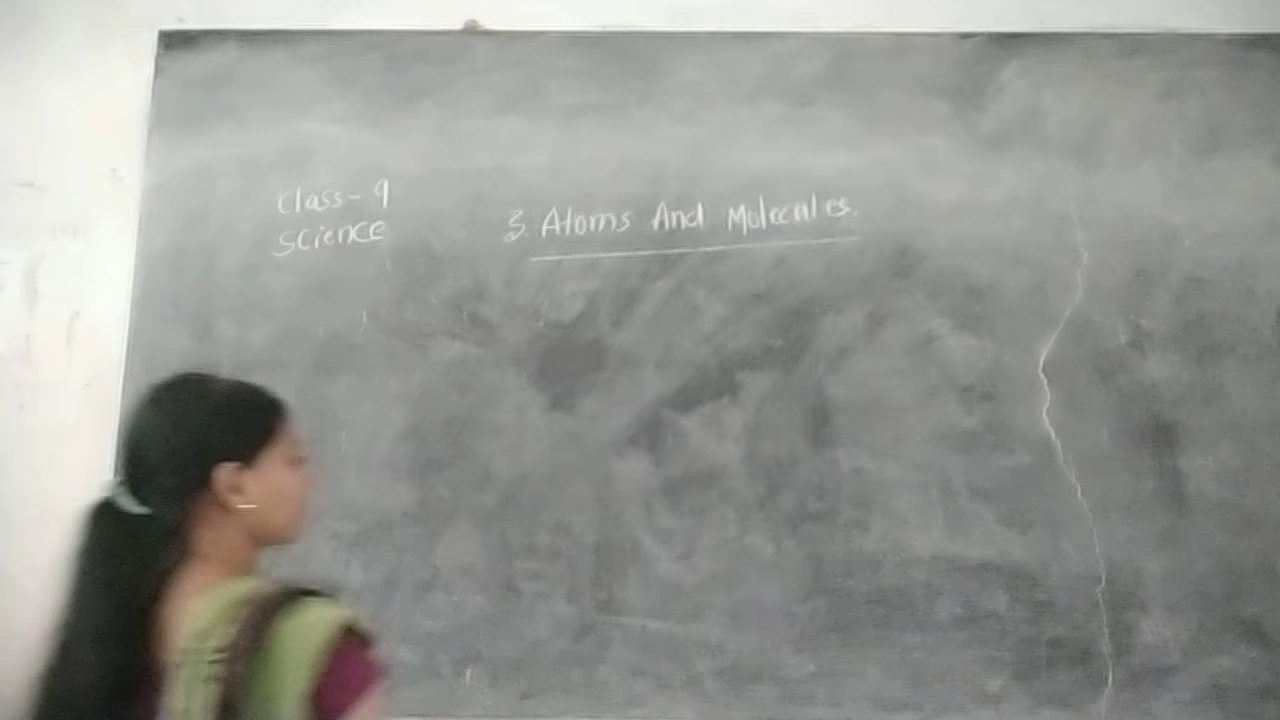 Class - 9
Science
3. Atoms And Molecules.